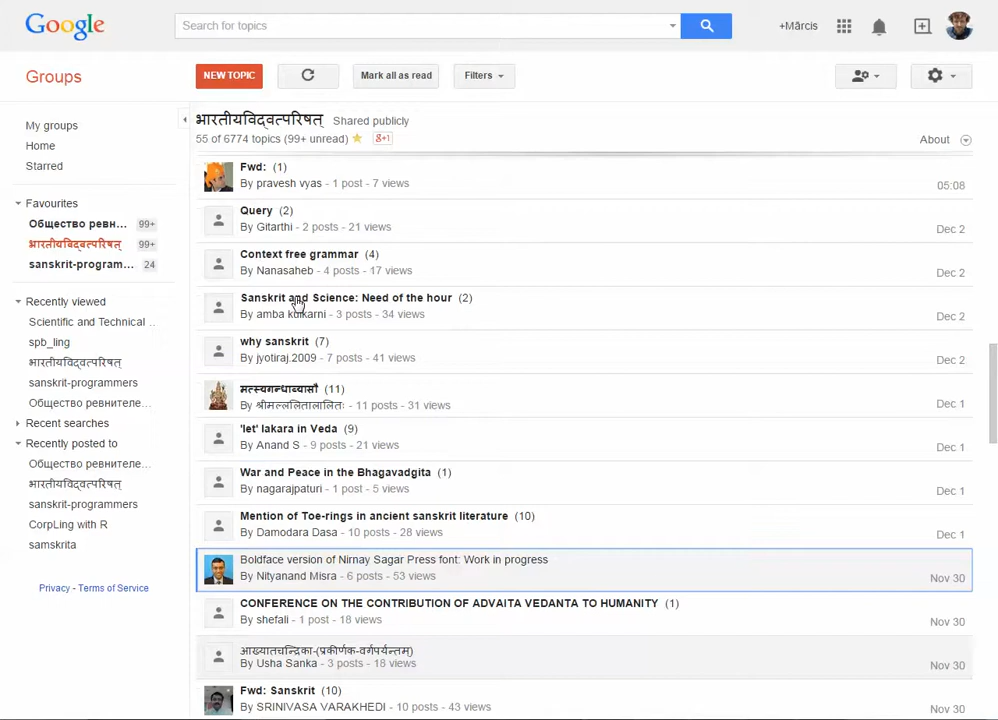 Google
Search for topics
+Mārcis
Groups
NEW TOPIC
Mark all as read
Filters
My groups
Home
Starred
Favourites
Общество ревн... 99+
भारतीयविद्वत्परिषत् 99+
sanskrit-program... 24
Recently viewed
Scientific and Technical ..
spb_ling
भारतीयविद्वत्परिषत्
sanskrit-programmers
Общество ревнителе...
Recent searches
Recently posted to
Общество ревнителе...
भारतीयविद्वत्परिषत्
sanskrit-programmers
CorpLing with R
samskrita
Privacy - Terms of Service
भारतीयविद्वत्परिषत् Shared publicly
55 of 6774 topics (99+ unread) g+1
About
Fwd: (1)
By pravesh vyas - 1 post - 7 views 05:08
Query (2)
By Gitarthi - 2 posts - 21 views Dec 2
Context free grammar (4)
By Nanasaheb - 4 posts - 17 views Dec 2
Sanskrit and Science: Need of the hour (2)
By amba kulkarni - 3 posts - 34 views Dec 2
why sanskrit (7)
By jyotiraj.2009 - 7 posts - 41 views Dec 2
मत्स्यगन्धाव्यासौ (11)
By श्रीमल्ललितालालितः - 11 posts - 31 views Dec 1
'let' lakara in Veda (9)
By Anand S - 9 posts - 21 views Dec 1
War and Peace in the Bhagavadgita (1)
By nagarajpaturi - 1 post - 5 views Dec 1
Mention of Toe-rings in ancient sanskrit literature (10)
By Damodara Dasa - 10 posts - 28 views Dec 1
Boldface version of Nirnay Sagar Press font: Work in progress
By Nityanand Misra - 6 posts - 53 views Nov 30
CONFERENCE ON THE CONTRIBUTION OF ADVAITA VEDANTA TO HUMANITY (1)
By shefali - 1 post - 18 views Nov 30
आख्यातचन्द्रिका-(प्रकीर्णक-वर्गपर्यन्तम्)
By Usha Sanka - 3 posts - 18 views Nov 30
Fwd: Sanskrit (10)
By SRINIVASA VARAKHEDI - 10 posts - 43 views Nov 30